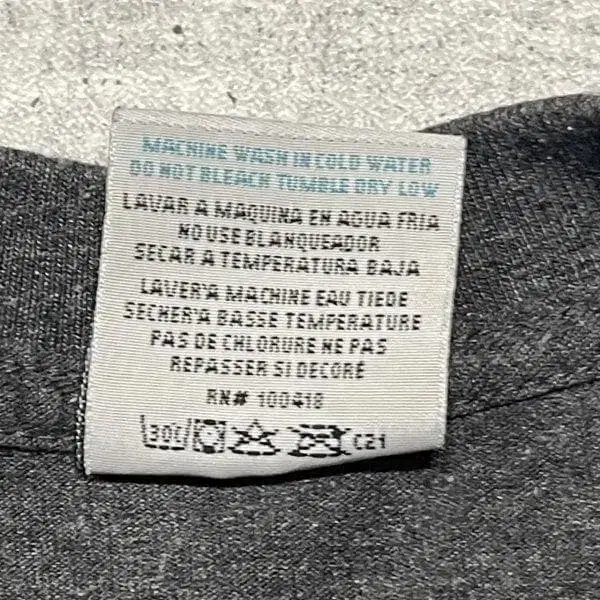 MACHINE WASH IN COLD WATER
DO NOT BLEACH TUMBLE DRY LOW
LAVAR A MAQUINA EN AGUA FRIA
NO USE BLANQUEADOR
SECAR A TEMPERATURA BAJA
LAVER'A MACHINE EAU TIEDE
SECHER'A BASSE TEMPERATURE
PAS DE CHLORURE NE PAS
REPASSER SI DECORÉ
RN# 100418
30C C21